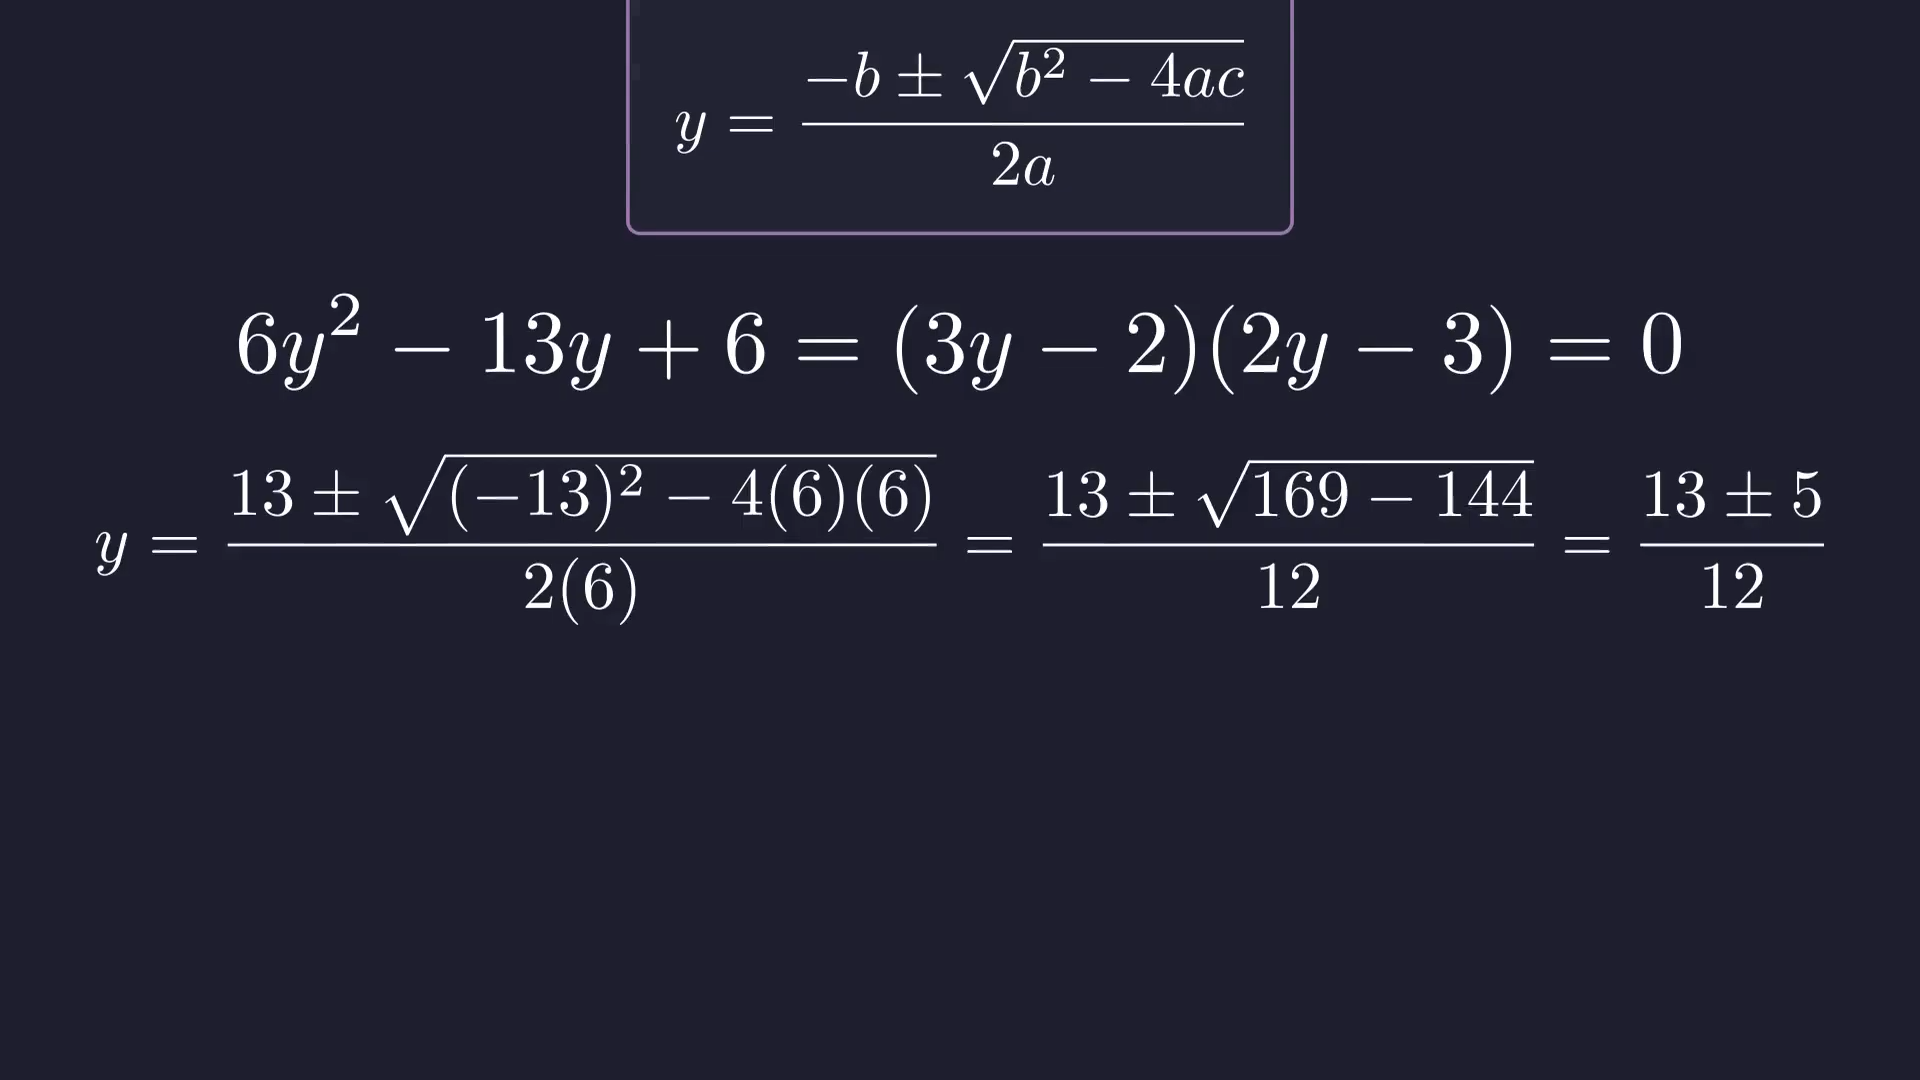 y = \frac{-b \pm \sqrt{b^2 - 4ac}}{2a}
6y^2 - 13y + 6 = (3y - 2)(2y - 3) = 0
y = \frac{13 \pm \sqrt{(-13)^2 - 4(6)(6)}}{2(6)} = \frac{13 \pm \sqrt{169 - 144}}{12} = \frac{13 \pm 5}{12}